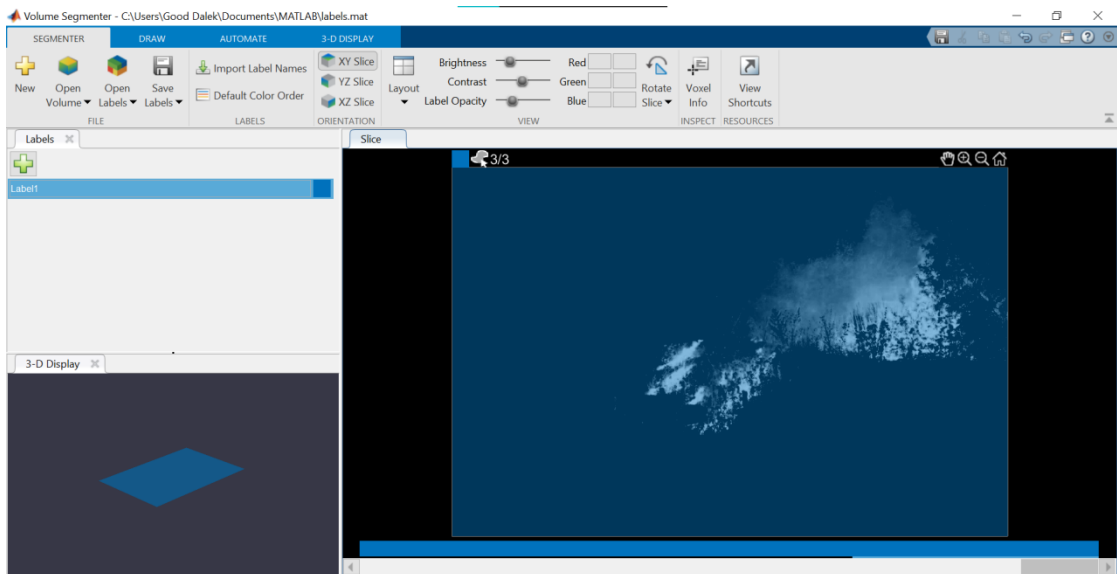 Volume Segmenter - C:\Users\Good Dalek\Documents\MATLAB\labels.mat
SEGMENTER DRAW AUTOMATE 3-D DISPLAY
New
Open Volume
Open Labels
Save Labels
FILE
Import Label Names
Default Color Order
LABELS
XY Slice
YZ Slice
XZ Slice
ORIENTATION
Layout
Brightness
Contrast
Label Opacity
Red
Green
Blue
Rotate Slice
VIEW
Voxel Info
INSPECT
View Shortcuts
RESOURCES
Labels
Label1
3-D Display
Slice
3/3